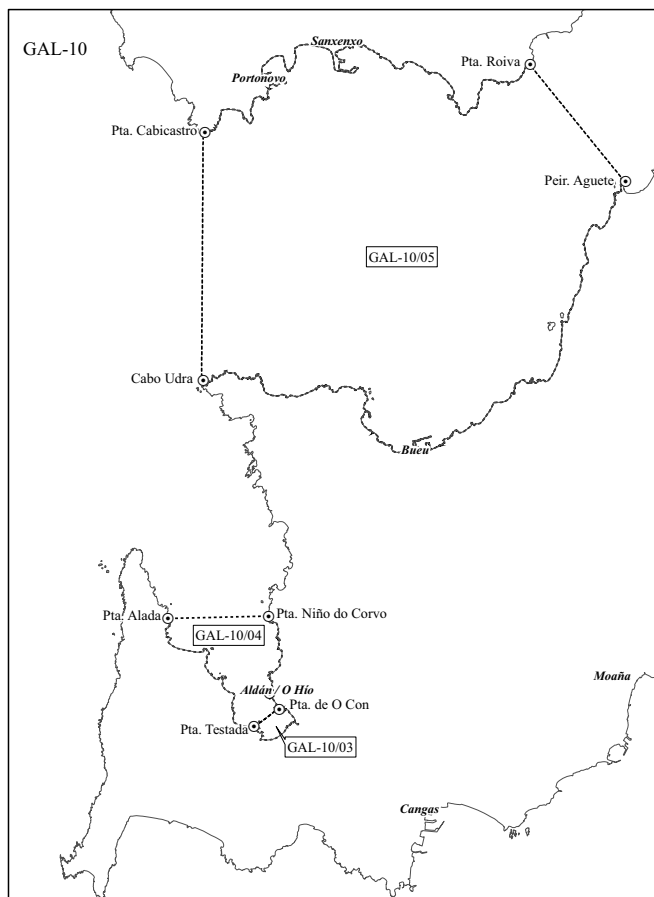 GAL-10
Sanxenxo
Pta. Roiva
Portonovo
Pta. Cabicastro
Peir. Aguete
GAL-10/05
Cabo Udra
Bueu
Pta. Alada
Pta. Niño do Corvo
GAL-10/04
Moaña
Aldán / O Hío
Pta. de O Con
Pta. Testada
GAL-10/03
Cangas